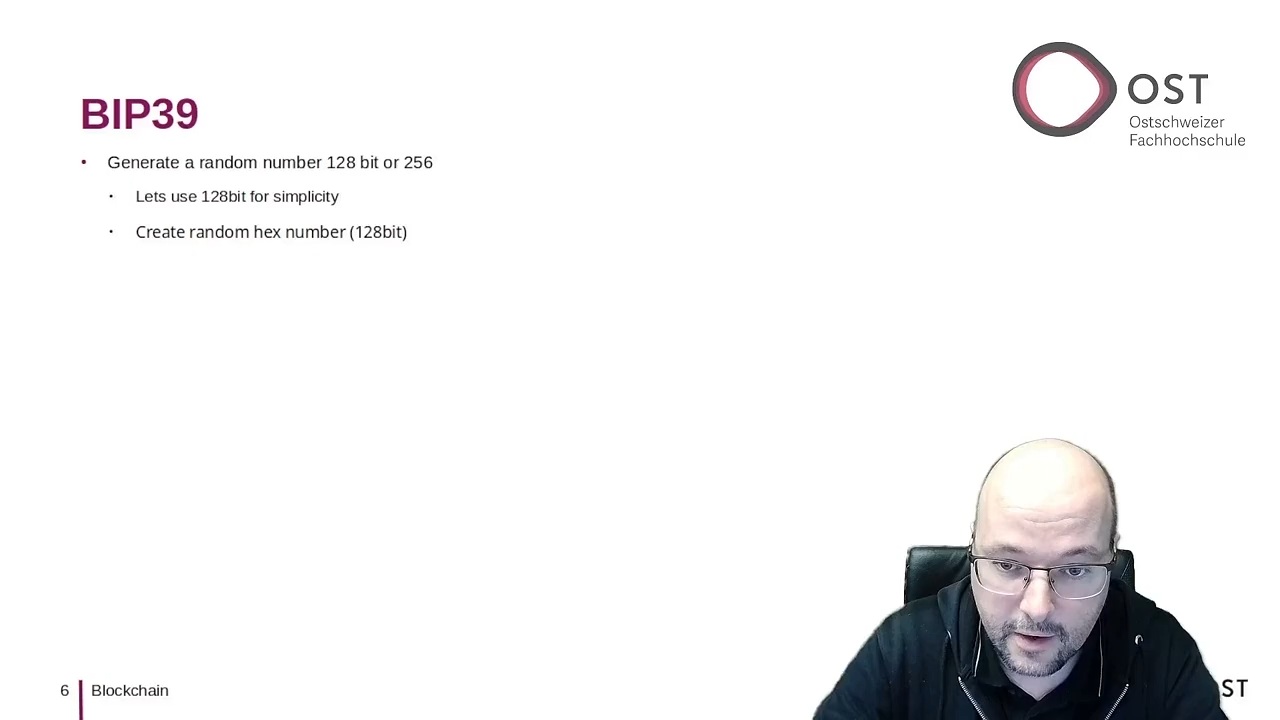 OST
Ostschweizer
Fachhochschule
BIP39
• Generate a random number 128 bit or 256
• Lets use 128bit for simplicity
• Create random hex number (128bit)
6 Blockchain
ST